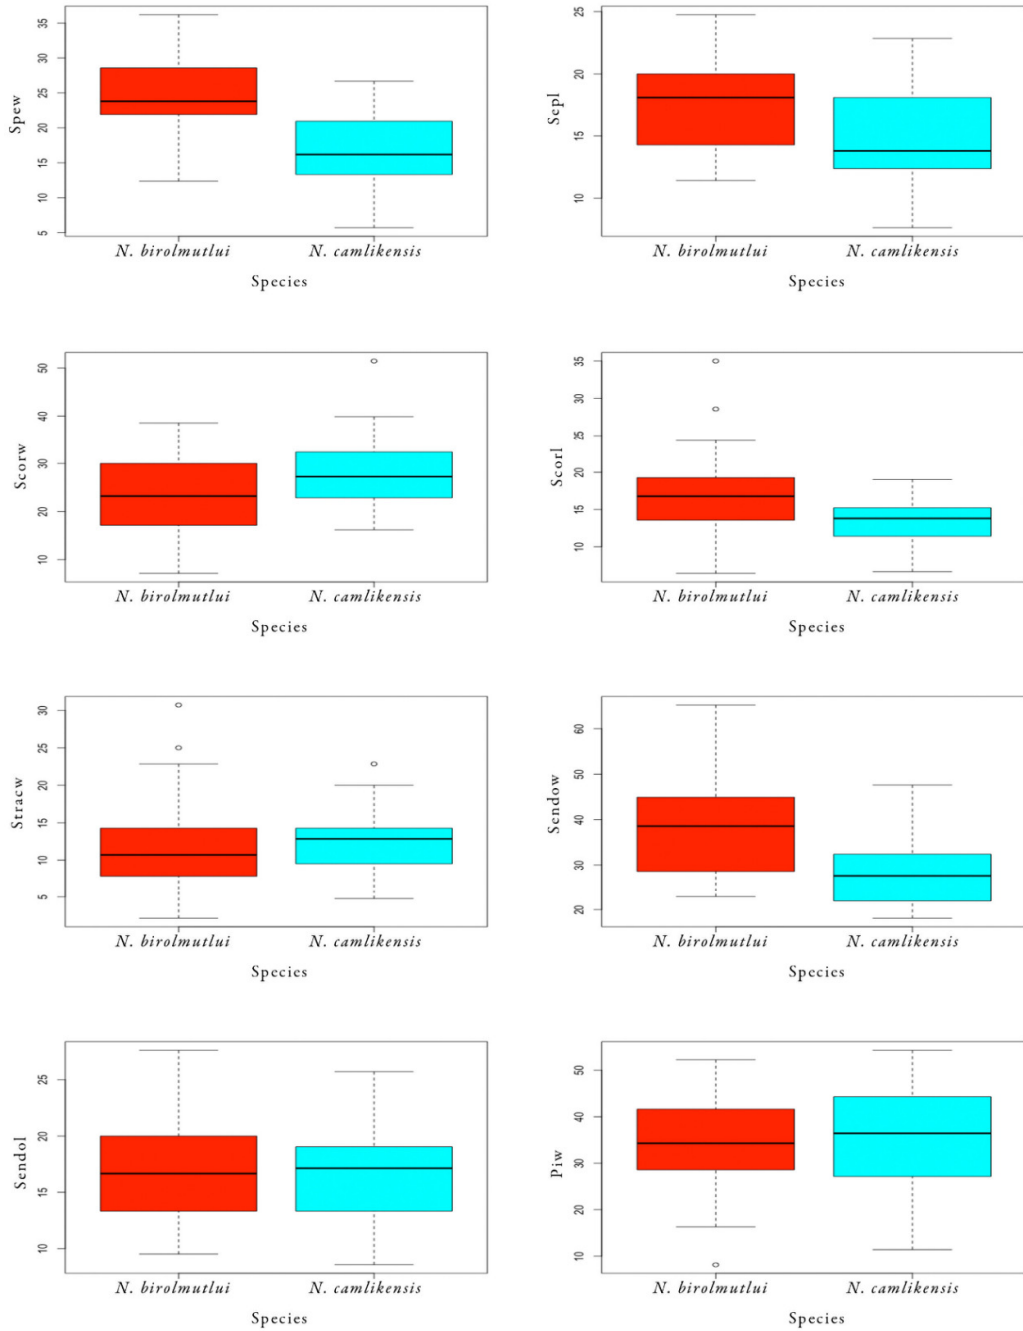 Spew
35
30
25
20
15
10
5
N. birolmutlui N. camlikensis
Species
Sepl
25
20
15
10
N. birolmutlui N. camlikensis
Species
Scorw
50
40
30
20
10
N. birolmutlui N. camlikensis
Species
Scorl
35
30
25
20
15
10
N. birolmutlui N. camlikensis
Species
Stracw
30
25
20
15
10
5
N. birolmutlui N. camlikensis
Species
Sendow
60
50
40
30
20
N. birolmutlui N. camlikensis
Species
Sendol
25
20
15
10
N. birolmutlui N. camlikensis
Species
Piw
50
40
30
20
10
N. birolmutlui N. camlikensis
Species